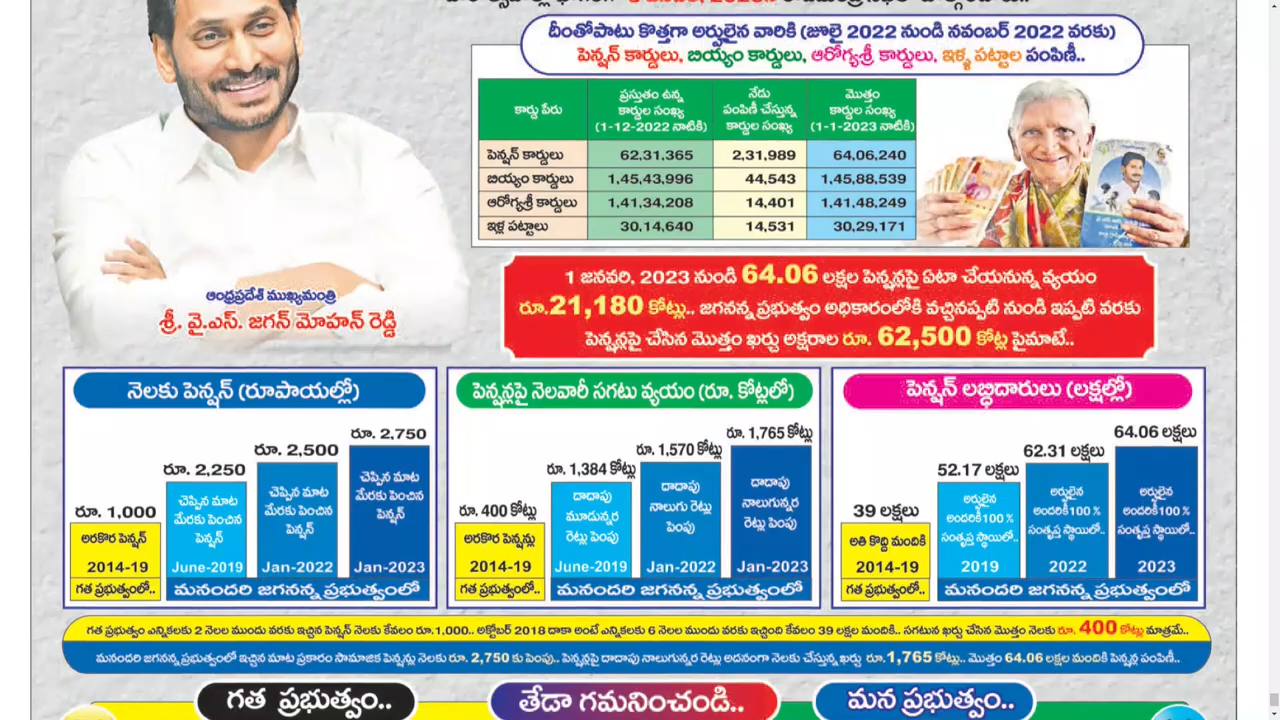 దీంతోపాటు కొత్తగా అర్హులైన వారికి (జూలై 2022 నుండి నవంబర్ 2022 వరకు)
పెన్షన్ కార్డులు, బియ్యం కార్డులు, ఆరోగ్యశ్రీ కార్డులు, ఇళ్ళ పట్టాల పంపిణీ..
కార్డు పేరు
ప్రస్తుతం ఉన్న
కార్డుల సంఖ్య
(1-12-2022 నాటికి)
నేడు
పంపిణీ చేస్తున్న
కార్డుల సంఖ్య
మొత్తం
కార్డుల సంఖ్య
(1-1-2023 నాటికి)
పెన్షన్ కార్డులు 62,31,365 2,31,989 64,06,240
బియ్యం కార్డులు 1,45,43,996 44,543 1,45,88,539
ఆరోగ్యశ్రీ కార్డులు 1,41,34,208 14,401 1,41,48,249
ఇళ్ల పట్టాలు 30,14,640 14,531 30,29,171
ఆంధ్రప్రదేశ్ ముఖ్యమంత్రి
శ్రీ. వై.ఎస్. జగన్ మోహన్ రెడ్డి
1 జనవరి, 2023 నుండి 64.06 లక్షల పెన్షన్లపై ఏటా చేయనున్న వ్యయం
రూ.21,180 కోట్లు.. జగనన్న ప్రభుత్వం అధికారంలోకి వచ్చినప్పటి నుండి ఇప్పటి వరకు
పెన్షన్లపై చేసిన మొత్తం ఖర్చు అక్షరాల రూ. 62,500 కోట్ల పైమాటే..
నెలకు పెన్షన్ (రూపాయల్లో)
రూ. 1,000
అరకొర పెన్షన్
2014-19
గత ప్రభుత్వంలో..
రూ. 2,250
చెప్పిన మాట
మేరకు పెంచిన
పెన్షన్
June-2019
రూ. 2,500
చెప్పిన మాట
మేరకు పెంచిన
పెన్షన్
Jan-2022
రూ. 2,750
చెప్పిన మాట
మేరకు పెంచిన
పెన్షన్
Jan-2023
మనందరి జగనన్న ప్రభుత్వంలో
పెన్షన్లపై నెలవారీ సగటు వ్యయం (రూ. కోట్లలో)
రూ. 400 కోట్లు
అరకొర పెన్షన్లు
2014-19
గత ప్రభుత్వంలో..
రూ. 1,384 కోట్లు
దాదాపు
మూడున్నర
రెట్లు పెంపు
June-2019
రూ. 1,570 కోట్లు
దాదాపు
నాలుగు రెట్లు
పెంపు
Jan-2022
రూ. 1,765 కోట్లు
దాదాపు
నాలుగున్నర
రెట్లు పెంపు
Jan-2023
మనందరి జగనన్న ప్రభుత్వంలో
పెన్షన్ లబ్ధిదారులు (లక్షల్లో)
39 లక్షలు
అతి కొద్ది మందికి
2014-19
గత ప్రభుత్వంలో..
52.17 లక్షలు
అర్హులైన
అందరికీ100 %
సంతృప్త స్థాయిలో..
2019
62.31 లక్షలు
అర్హులైన
అందరికీ100 %
సంతృప్త స్థాయిలో..
2022
64.06 లక్షలు
అర్హులైన
అందరికీ100 %
సంతృప్త స్థాయిలో..
2023
మనందరి జగనన్న ప్రభుత్వంలో
గత ప్రభుత్వం ఎన్నికలకు 2 నెలల ముందు వరకు ఇచ్చిన పెన్షన్ నెలకు కేవలం రూ.1,000.. అక్టోబర్ 2018 దాకా అంటే ఎన్నికలకు 6 నెలల ముందు వరకు ఇచ్చింది కేవలం 39 లక్షల మందికి.. సగటున ఖర్చు చేసిన మొత్తం నెలకు రూ. 400 కోట్లు మాత్రమే..
మనందరి జగనన్న ప్రభుత్వంలో ఇచ్చిన మాట ప్రకారం సామాజిక పెన్షన్లు నెలకు రూ. 2,750 కు పెంపు.. పెన్షన్లపై దాదాపు నాలుగున్నర రెట్లు అదనంగా నెలకు చేస్తున్న ఖర్చు రూ.1,765 కోట్లు.. మొత్తం 64.06 లక్షల మందికి పెన్షన్ల పంపిణీ..
గత ప్రభుత్వం..
తేడా గమనించండి..
మన ప్రభుత్వం..